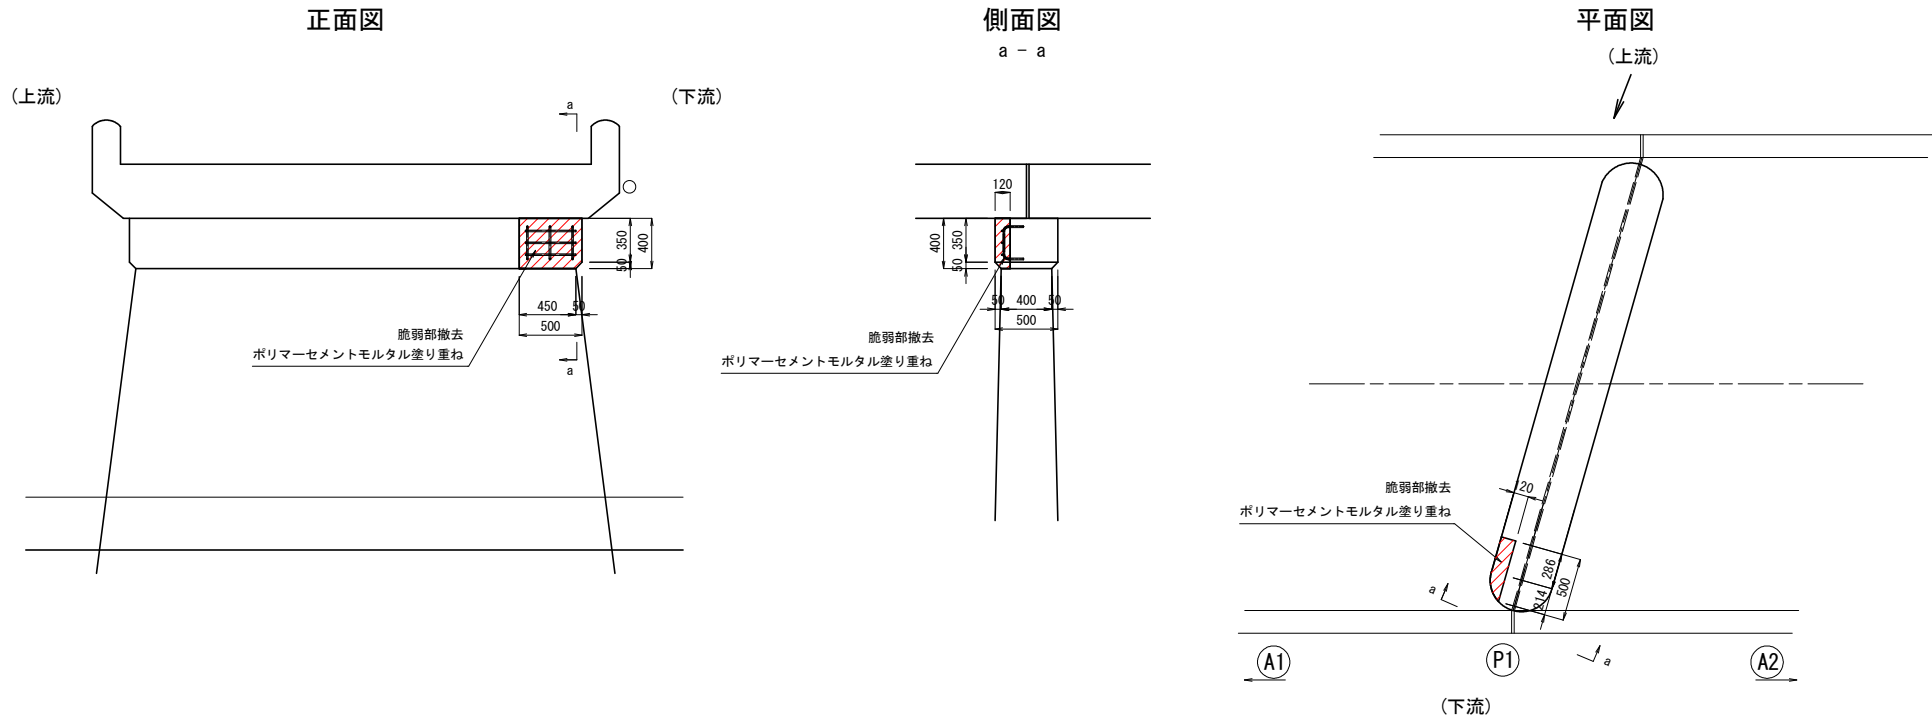 正面図
(上流)
(下流)
a
350
400
50
450
50
500
脆弱部撤去
ポリマーセメントモルタル塗り重ね
a
側面図
a - a
120
400
350
50
50
400
50
500
脆弱部撤去
ポリマーセメントモルタル塗り重ね
平面図
(上流)
脆弱部撤去
ポリマーセメントモルタル塗り重ね
120
286
500
214
a
a
A1
P1
A2
(下流)